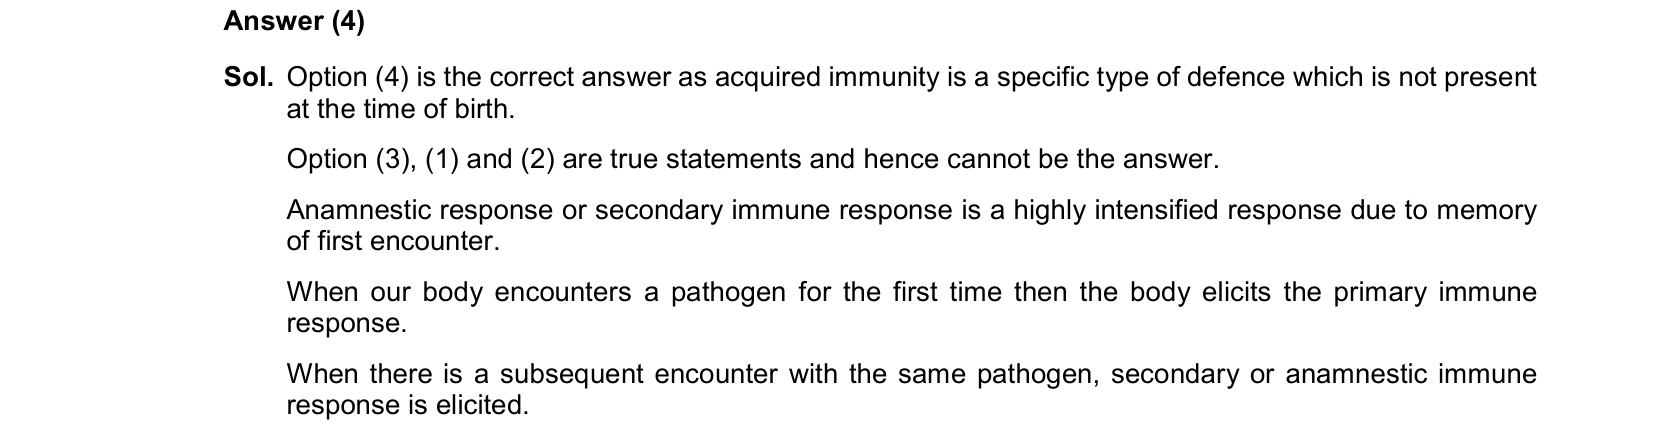 Answer (4)
Sol. Option (4) is the correct answer as acquired immunity is a specific type of defence which is not present
at the time of birth.
Option (3), (1) and (2) are true statements and hence cannot be the answer.
Anamnestic response or secondary immune response is a highly intensified response due to memory
of first encounter.
When our body encounters a pathogen for the first time then the body elicits the primary immune
response.
When there is a subsequent encounter with the same pathogen, secondary or anamnestic immune
response is elicited.